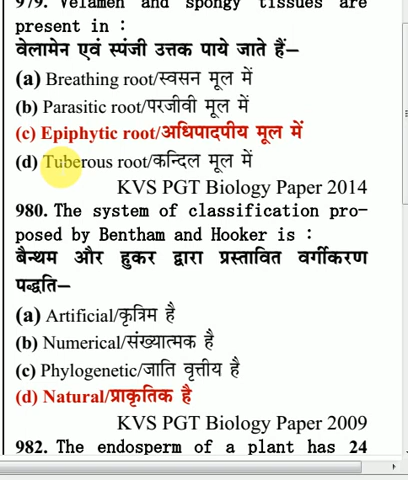 979. Velamen and spongy tissues are
present in :
वेलामेन एवं स्पंजी उत्तक पाये जाते हैं–
(a) Breathing root/स्वसन मूल में
(b) Parasitic root/परजीवी मूल में
(c) Epiphytic root/अधिपादपीय मूल में
(d) Tuberous root/कन्दिल मूल में
KVS PGT Biology Paper 2014
980. The system of classification pro-
posed by Bentham and Hooker is :
बैन्थम और हुकर द्वारा प्रस्तावित वर्गीकरण
पद्धति–
(a) Artificial/कृत्रिम है
(b) Numerical/संख्यात्मक है
(c) Phylogenetic/जाति वृत्तीय है
(d) Natural/प्राकृतिक है
KVS PGT Biology Paper 2009
982. The endosperm of a plant has 24